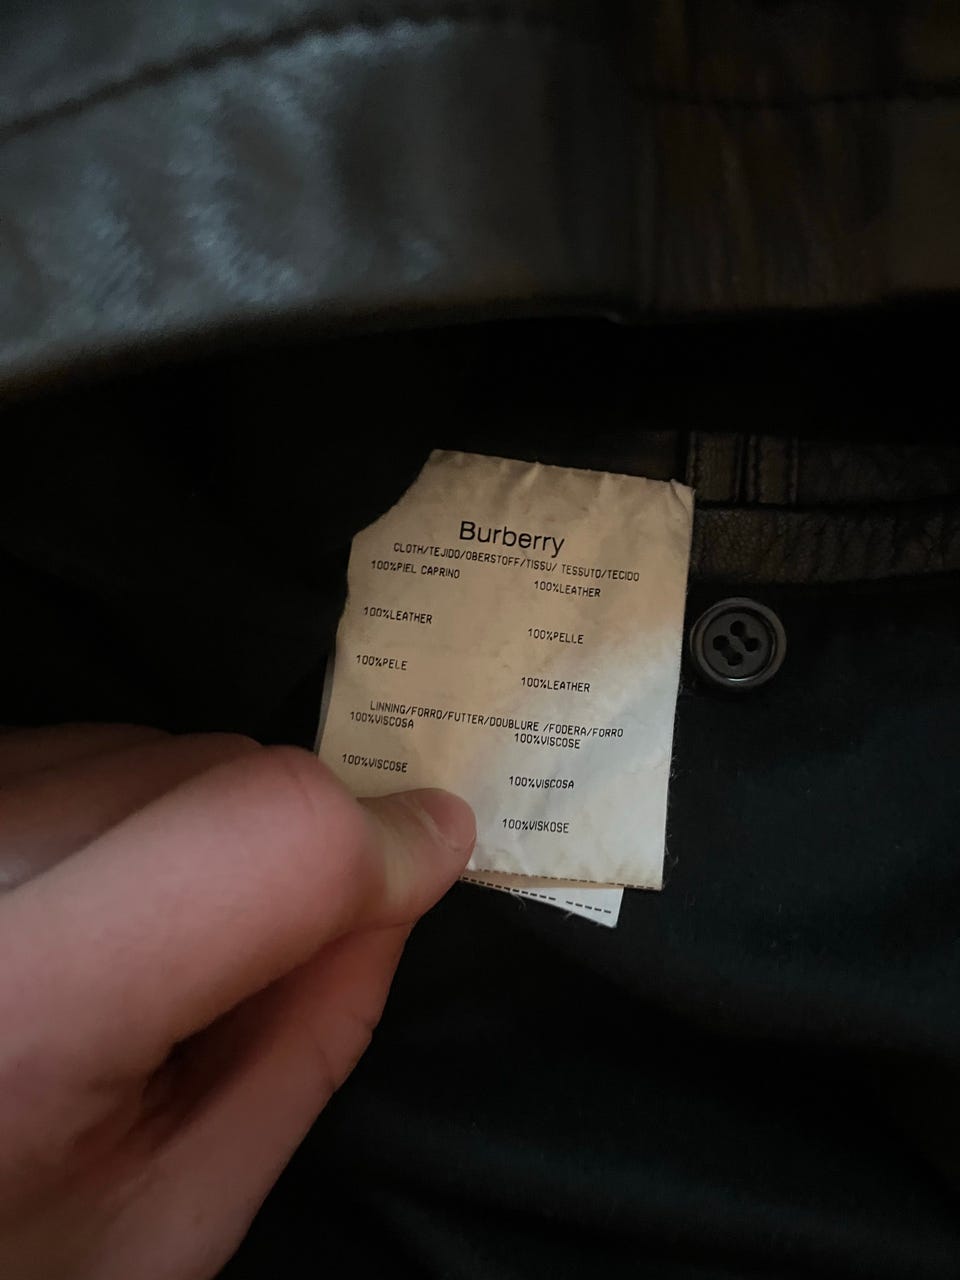 Burberry
CLOTH/TEJIDO/OBERSTOFF/TISSU/ TESSUTO/TECIDO
100%PIEL CAPRINO
100%LEATHER
100%LEATHER
100%PELLE
100%PELE
100%LEATHER
LINNING/FORRO/FUTTER/DOUBLURE /FODERA/FORRO
100%VISCOSA
100%VISCOSE
100%VISCOSE
100%VISCOSA
100%VISKOSE